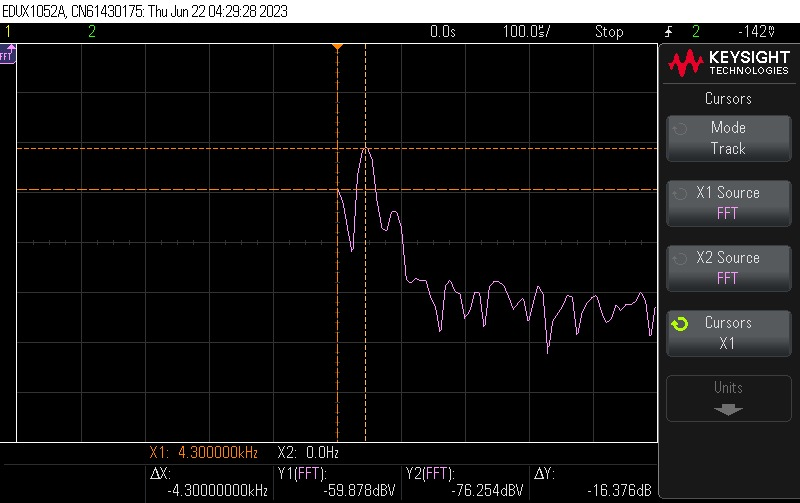 EDUX1052A, CN61430175: Thu Jun 22 04:29:28 2023
1 2 0.0s 100.0s/ Stop 2 -142V
FFT
KEYSIGHT
TECHNOLOGIES
Cursors
Mode
Track
X1 Source
FFT
X2 Source
FFT
Cursors
X1
Units
X1: 4.300000kHz X2: 0.0Hz
ΔX: Y1(FFT): Y2(FFT): ΔY:
-4.30000000kHz -59.878dBV -76.254dBV -16.376dB